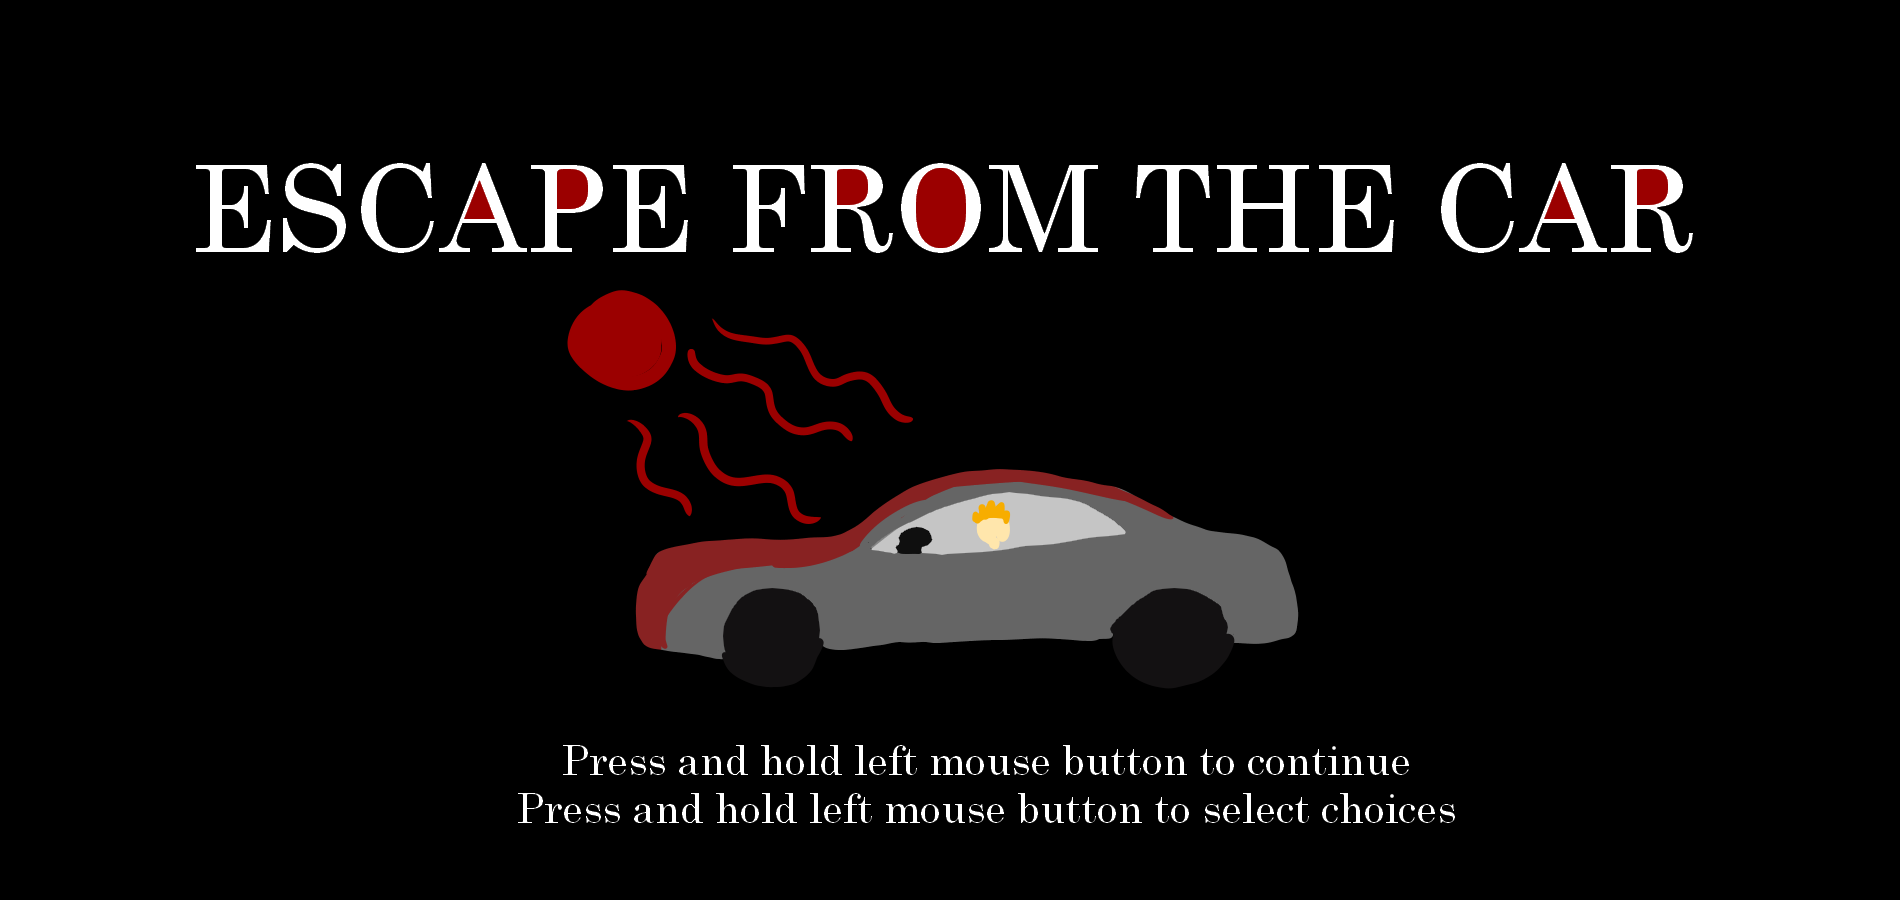 ESCAPE FROM THE CAR
Press and hold left mouse button to continue
Press and hold left mouse button to select choices